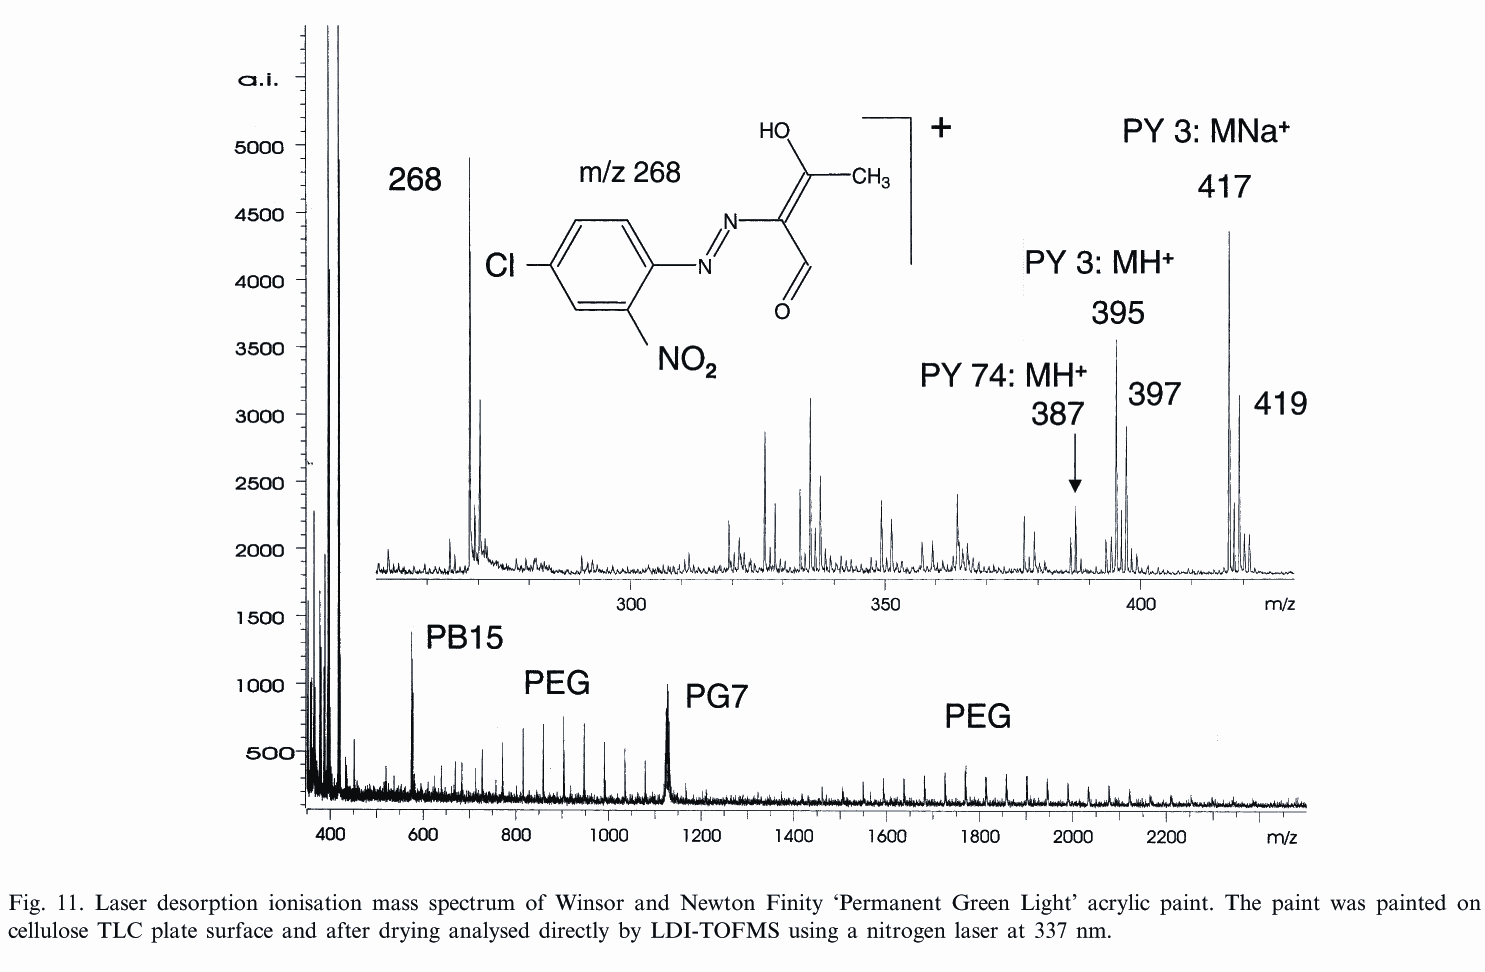 a.i.
5000
4500
4000
3500
3000
2500
2000
1500
1000
500
268
m/z 268
HO
CH3
N
N
Cl
O
NO2
+
PY 3: MNa+
417
PY 3: MH+
395
PY 74: MH+
387
397
419
300
350
400
m/z
PB15
PEG
PG7
PEG
400
600
800
1000
1200
1400
1600
1800
2000
2200
m/z
Fig. 11. Laser desorption ionisation mass spectrum of Winsor and Newton Finity ‘Permanent Green Light’ acrylic paint. The paint was painted on
cellulose TLC plate surface and after drying analysed directly by LDI-TOFMS using a nitrogen laser at 337 nm.